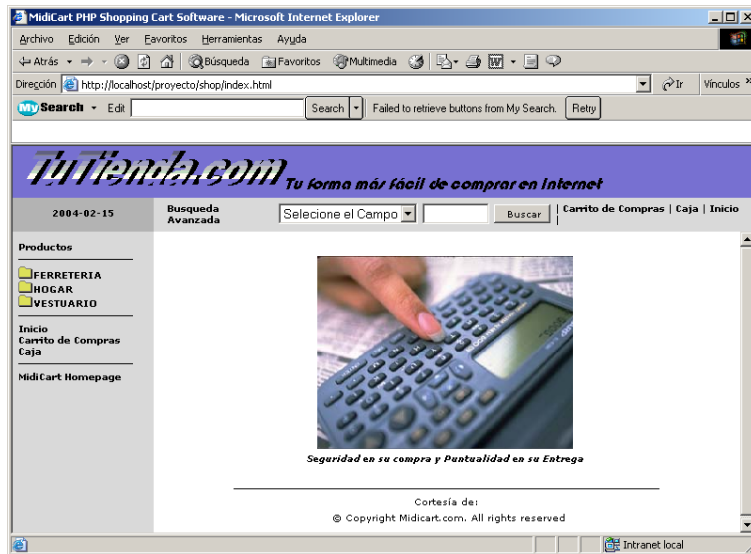 MidiCart PHP Shopping Cart Software - Microsoft Internet Explorer
Archivo Edición Ver Favoritos Herramientas Ayuda
Atrás Búsqueda Favoritos Multimedia
Dirección http://localhost/proyecto/shop/index.html Ir Vínculos »
My Search Edit Search Failed to retrieve buttons from My Search. Retry
TuTienda.com Tu forma más fácil de comprar en Internet
2004-02-15 Busqueda Avanzada Selecione el Campo Buscar | Carrito de Compras | Caja | Inicio |
Productos
FERRETERIA
HOGAR
VESTUARIO
Inicio
Carrito de Compras
Caja
MidiCart Homepage
Seguridad en su compra y Puntualidad en su Entrega
Cortesía de:
© Copyright Midicart.com. All rights reserved
Intranet local